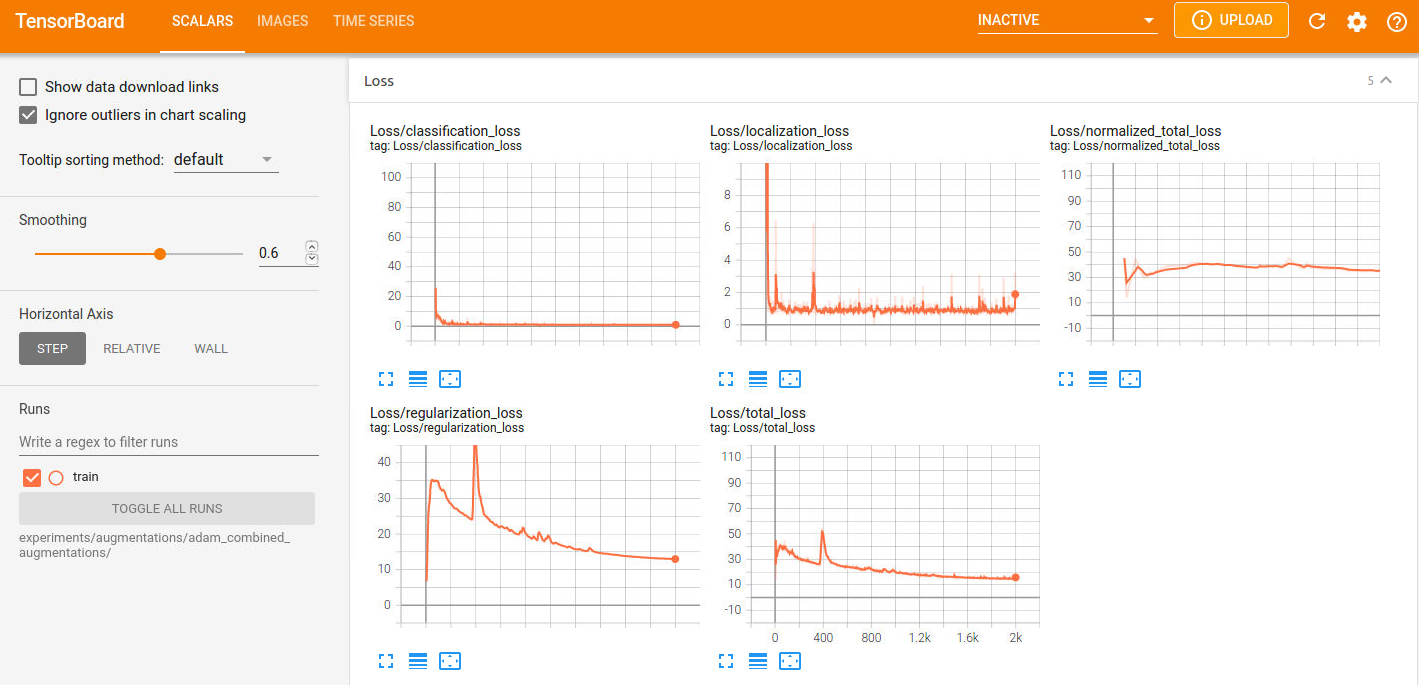 TensorBoard SCALARS IMAGES TIME SERIES INACTIVE UPLOAD
Show data download links
Ignore outliers in chart scaling
Tooltip sorting method: default
Smoothing
0.6
Horizontal Axis
STEP RELATIVE WALL
Runs
Write a regex to filter runs
train
TOGGLE ALL RUNS
experiments/augmentations/adam_combined_
augmentations/
Loss 5
Loss/classification_loss
tag: Loss/classification_loss
100
80
60
40
20
0
Loss/localization_loss
tag: Loss/localization_loss
8
6
4
2
0
Loss/normalized_total_loss
tag: Loss/normalized_total_loss
110
90
70
50
30
10
-10
Loss/regularization_loss
tag: Loss/regularization_loss
40
30
20
10
0
Loss/total_loss
tag: Loss/total_loss
110
90
70
50
30
10
-10
0 400 800 1.2k 1.6k 2k